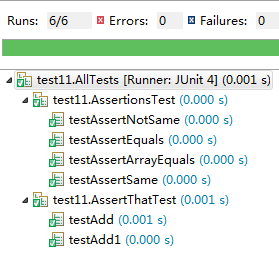 Runs: 6/6 Errors: 0 Failures: 0
test11.AllTests [Runner: JUnit 4] (0.001 s)
test11.AssertionsTest (0.000 s)
testAssertNotSame (0.000 s)
testAssertEquals (0.000 s)
testAssertArrayEquals (0.000 s)
testAssertSame (0.000 s)
test11.AssertThatTest (0.001 s)
testAdd (0.001 s)
testAdd1 (0.000 s)